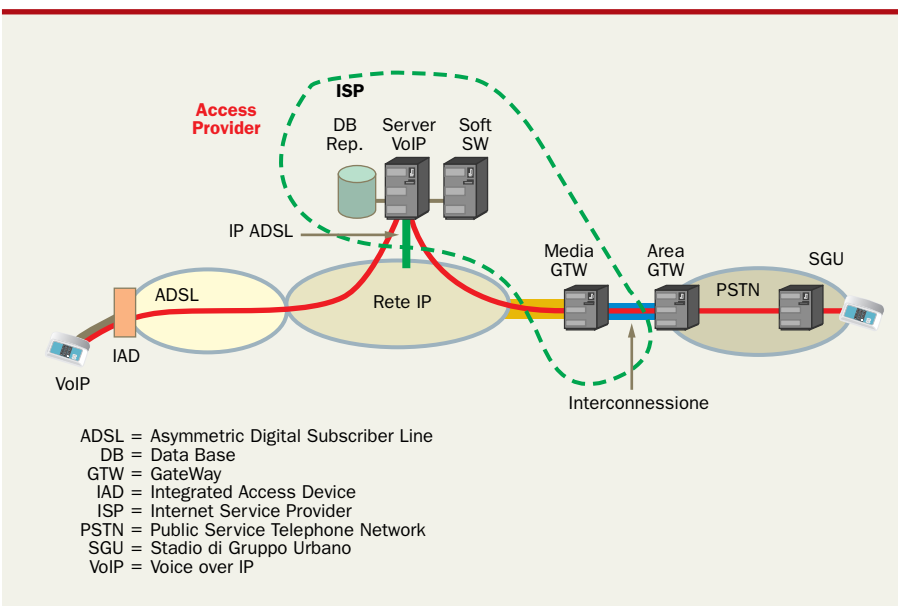 ISP
Access
Provider
DB
Rep.
Server
VoIP
Soft
SW
IP ADSL
Media
GTW
Area
GTW
SGU
ADSL
Rete IP
PSTN
IAD
VoIP
Interconnessione
ADSL = Asymmetric Digital Subscriber Line
DB = Data Base
GTW = GateWay
IAD = Integrated Access Device
ISP = Internet Service Provider
PSTN = Public Service Telephone Network
SGU = Stadio di Gruppo Urbano
VoIP = Voice over IP